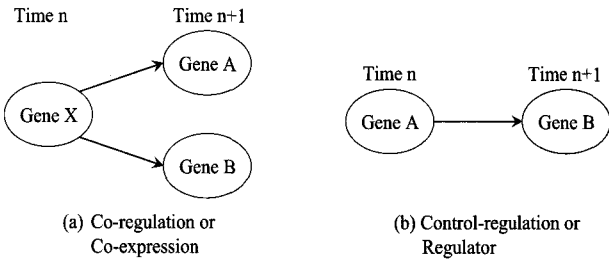 Time n
Time n+1
Gene A
Gene X
Gene B
(a) Co-regulation or
Co-expression
Time n
Time n+1
Gene A
Gene B
(b) Control-regulation or
Regulator